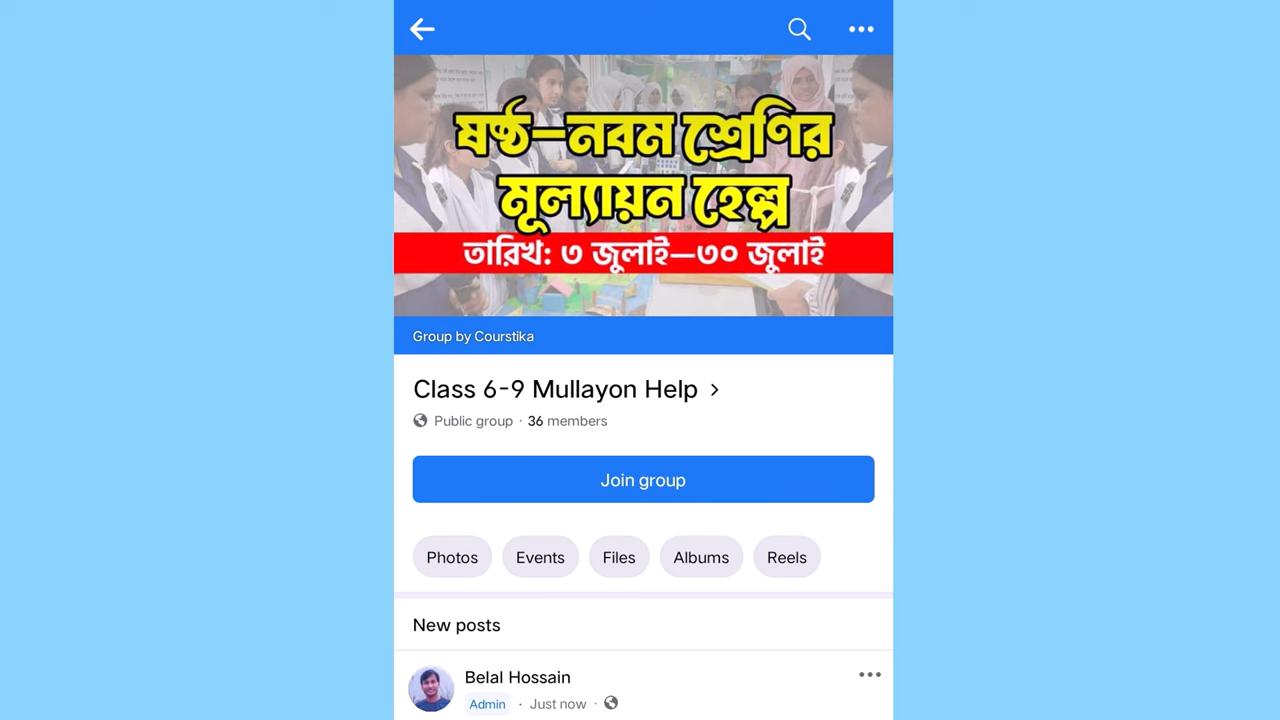 ষষ্ঠ–নবম শ্রেণির
মূল্যায়ন হেল্প
তারিখ: ৩ জুলাই–৩০ জুলাই
Group by Courstika
Class 6-9 Mullayon Help
Public group · 36 members
Join group
Photos Events Files Albums Reels
New posts
Belal Hossain
Admin · Just now ·